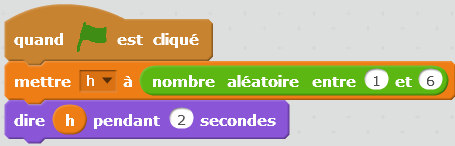 quand est cliqué
mettre h à nombre aléatoire entre 1 et 6
dire h pendant 2 secondes